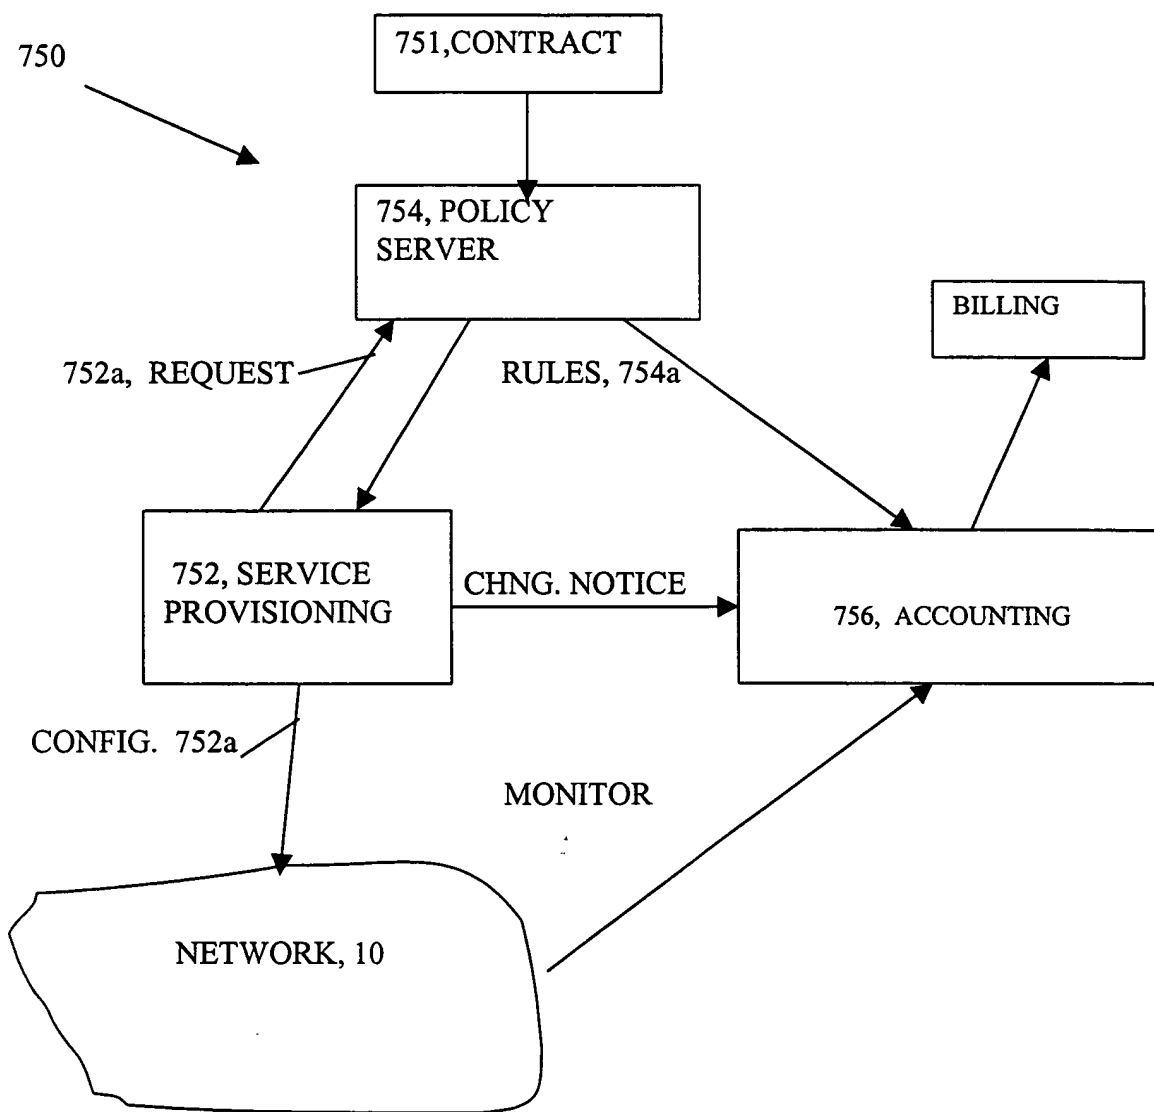 751,CONTRACT
750
754, POLICY
SERVER
BILLING
752a, REQUEST
RULES, 754a
752, SERVICE
PROVISIONING
CHNG. NOTICE
756, ACCOUNTING
CONFIG. 752a
MONITOR
NETWORK, 10